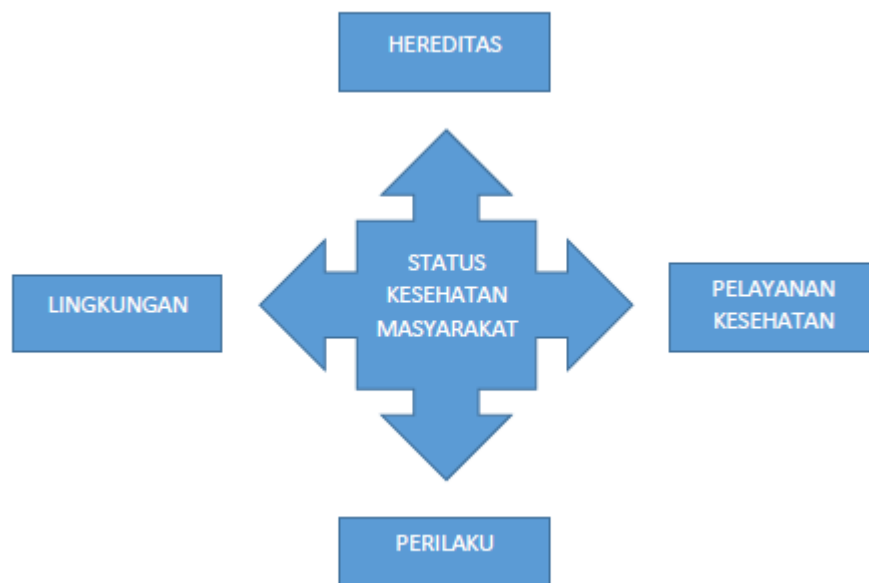 HEREDITAS
STATUS
KESEHATAN
MASYARAKAT
LINGKUNGAN
PELAYANAN
KESEHATAN
PERILAKU